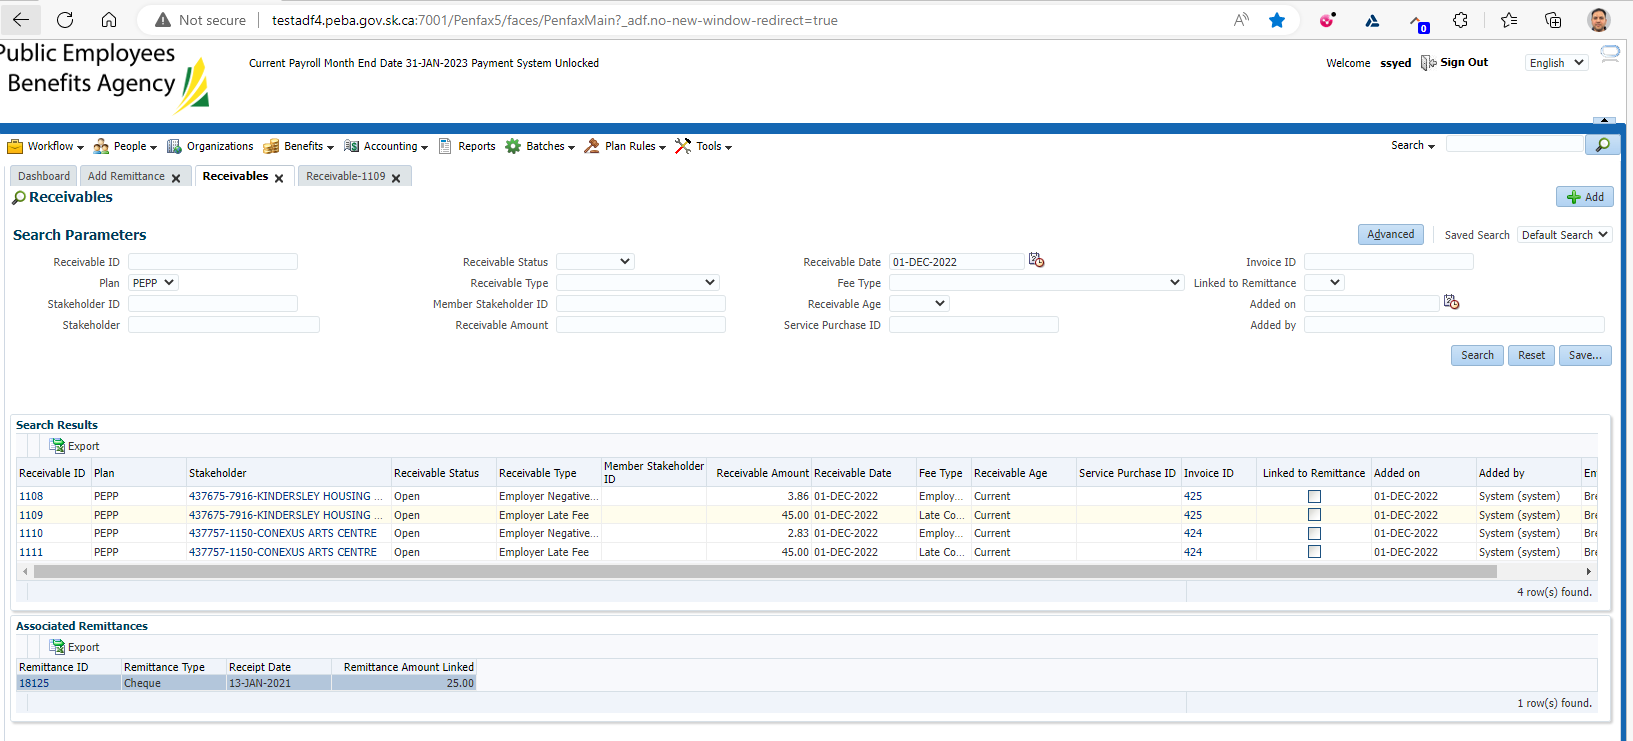 Not secure testadf4.peba.gov.sk.ca:7001/Penfax5/faces/PenfaxMain?_adf.no-new-window-redirect=true
0
Public Employees
Benefits Agency
Current Payroll Month End Date 31-JAN-2023 Payment System Unlocked
Welcome ssyed Sign Out English
Workflow People Organizations Benefits Accounting Reports Batches Plan Rules Tools Search
Dashboard Add Remittance Receivables Receivable-1109
Receivables Add
Search Parameters Advanced Saved Search Default Search
Receivable ID Receivable Status Receivable Date 01-DEC-2022 Invoice ID
Plan PEPP Receivable Type Fee Type Linked to Remittance
Stakeholder ID Member Stakeholder ID Receivable Age Added on
Stakeholder Receivable Amount Service Purchase ID Added by
Search Reset Save...
Search Results
Export
Receivable ID Plan Stakeholder Receivable Status Receivable Type Member Stakeholder ID Receivable Amount Receivable Date Fee Type Receivable Age Service Purchase ID Invoice ID Linked to Remittance Added on Added by En
1108 PEPP 437675-7916-KINDERSLEY HOUSING ... Open Employer Negative... 3.86 01-DEC-2022 Employ... Current 425 01-DEC-2022 System (system) Bre
1109 PEPP 437675-7916-KINDERSLEY HOUSING ... Open Employer Late Fee 45.00 01-DEC-2022 Late Co... Current 425 01-DEC-2022 System (system) Bre
1110 PEPP 437757-1150-CONEXUS ARTS CENTRE Open Employer Negative... 2.83 01-DEC-2022 Employ... Current 424 01-DEC-2022 System (system) Bre
1111 PEPP 437757-1150-CONEXUS ARTS CENTRE Open Employer Late Fee 45.00 01-DEC-2022 Late Co... Current 424 01-DEC-2022 System (system) Bre
4 row(s) found.
Associated Remittances
Export
Remittance ID Remittance Type Receipt Date Remittance Amount Linked
18125 Cheque 13-JAN-2021 25.00
1 row(s) found.